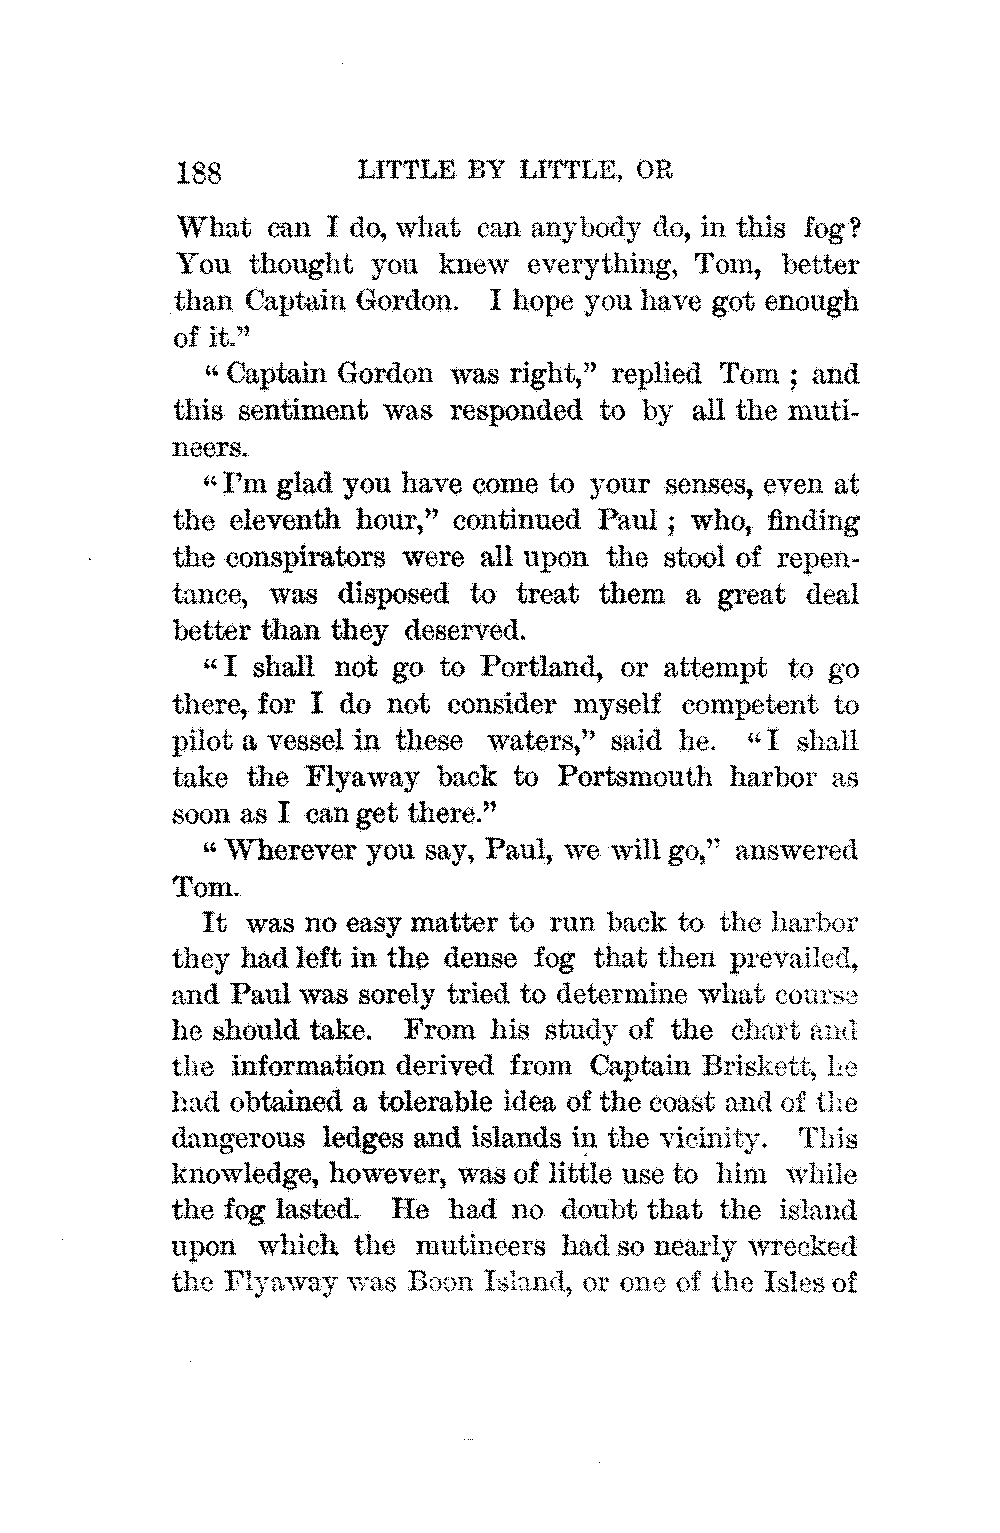 188 LITTLE BY LITTLE, OR
What can I do, what can anybody do, in this fog?
You thought you knew everything, Tom, better
than Captain Gordon. I hope you have got enough
of it."
"Captain Gordon was right," replied Tom; and
this sentiment was responded to by all the muti-
neers.
"I'm glad you have come to your senses, even at
the eleventh hour," continued Paul; who, finding
the conspirators were all upon the stool of repen-
tance, was disposed to treat them a great deal
better than they deserved.
"I shall not go to Portland, or attempt to go
there, for I do not consider myself competent to
pilot a vessel in these waters," said he. "I shall
take the Flyaway back to Portsmouth harbor as
soon as I can get there."
"Wherever you say, Paul, we will go," answered
Tom.
It was no easy matter to run back to the harbor
they had left in the dense fog that then prevailed,
and Paul was sorely tried to determine what course
he should take. From his study of the chart and
the information derived from Captain Briskett, he
had obtained a tolerable idea of the coast and of the
dangerous ledges and islands in the vicinity. This
knowledge, however, was of little use to him while
the fog lasted. He had no doubt that the island
upon which the mutineers had so nearly wrecked
the Flyaway was Boon Island, or one of the Isles of